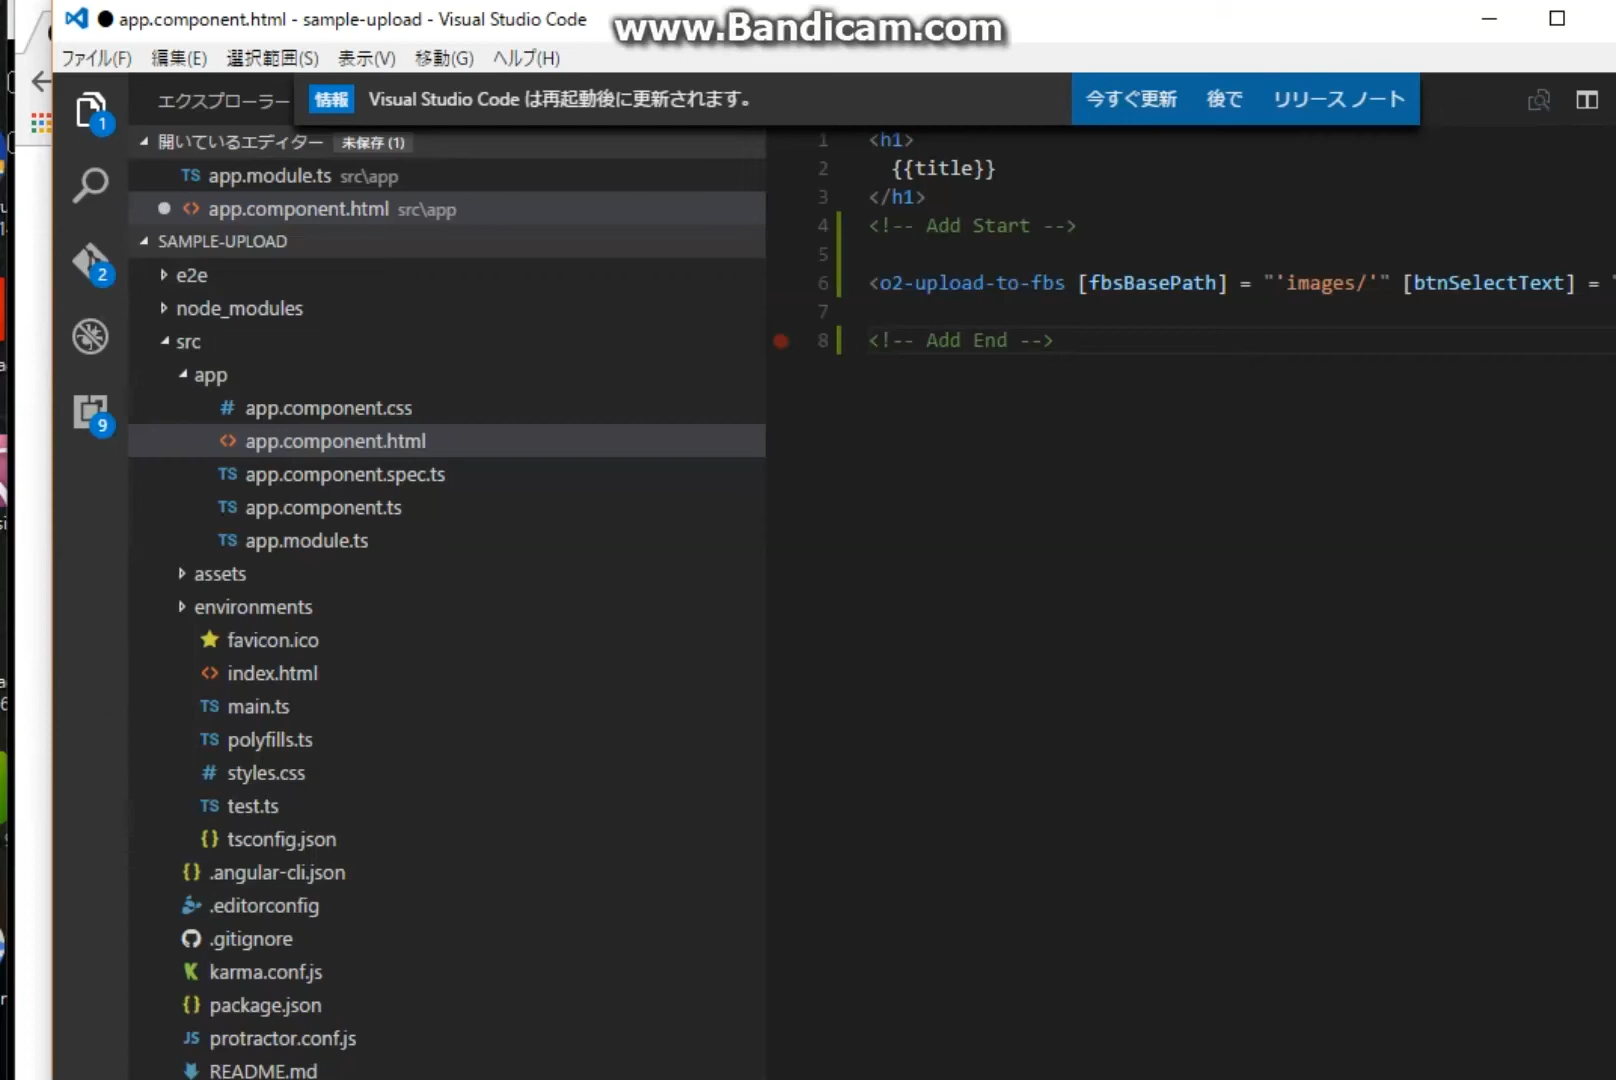 app.component.html - sample-upload - Visual Studio Code
www.Bandicam.com
ファイル(F) 編集(E) 選択範囲(S) 表示(V) 移動(G) ヘルプ(H)
エクスプローラー
情報 Visual Studio Code は再起動後に更新されます。 今すぐ更新 後で リリース ノート
1
2
9
開いているエディター 未保存 (1)
TS app.module.ts src\app
<> app.component.html src\app
SAMPLE-UPLOAD
e2e
node_modules
src
app
# app.component.css
<> app.component.html
TS app.component.spec.ts
TS app.component.ts
TS app.module.ts
assets
environments
favicon.ico
<> index.html
TS main.ts
TS polyfills.ts
# styles.css
TS test.ts
{} tsconfig.json
{} .angular-cli.json
.editorconfig
.gitignore
K karma.conf.js
{} package.json
JS protractor.conf.js
README.md
1 <h1>
2 {{title}}
3 </h1>
4 <!-- Add Start -->
5
6 <o2-upload-to-fbs [fbsBasePath] = "'images/'" [btnSelectText] = "
7
8 <!-- Add End -->